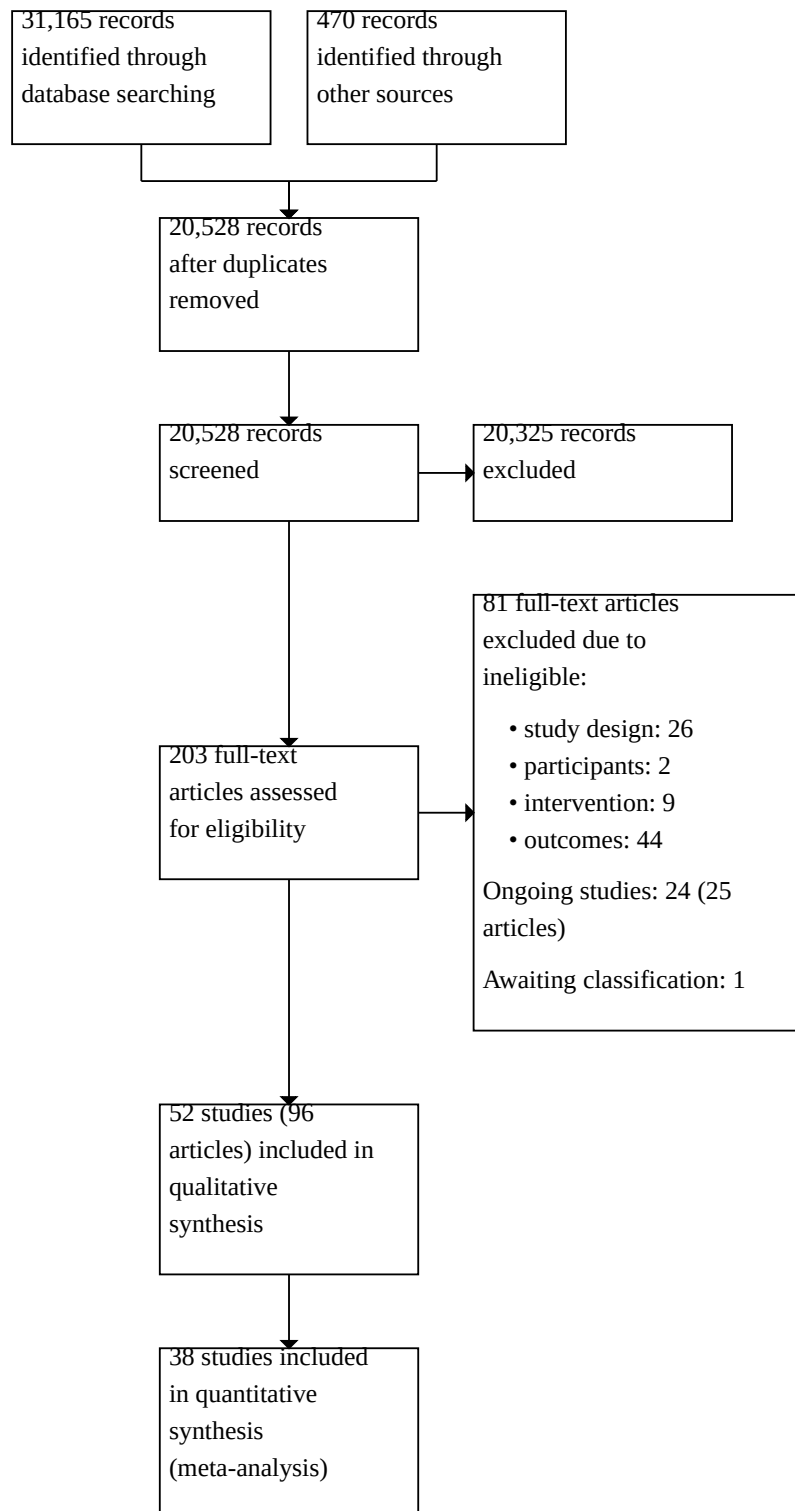 31,165 records
identified through
database searching
470 records
identified through
other sources
20,528 records
after duplicates
removed
20,528 records
screened
20,325 records
excluded
81 full-text articles
excluded due to
ineligible:
• study design: 26
• participants: 2
• intervention: 9
• outcomes: 44
Ongoing studies: 24 (25
articles)
Awaiting classification: 1
203 full-text
articles assessed
for eligibility
52 studies (96
articles) included in
qualitative
synthesis
38 studies included
in quantitative
synthesis
(meta-analysis)